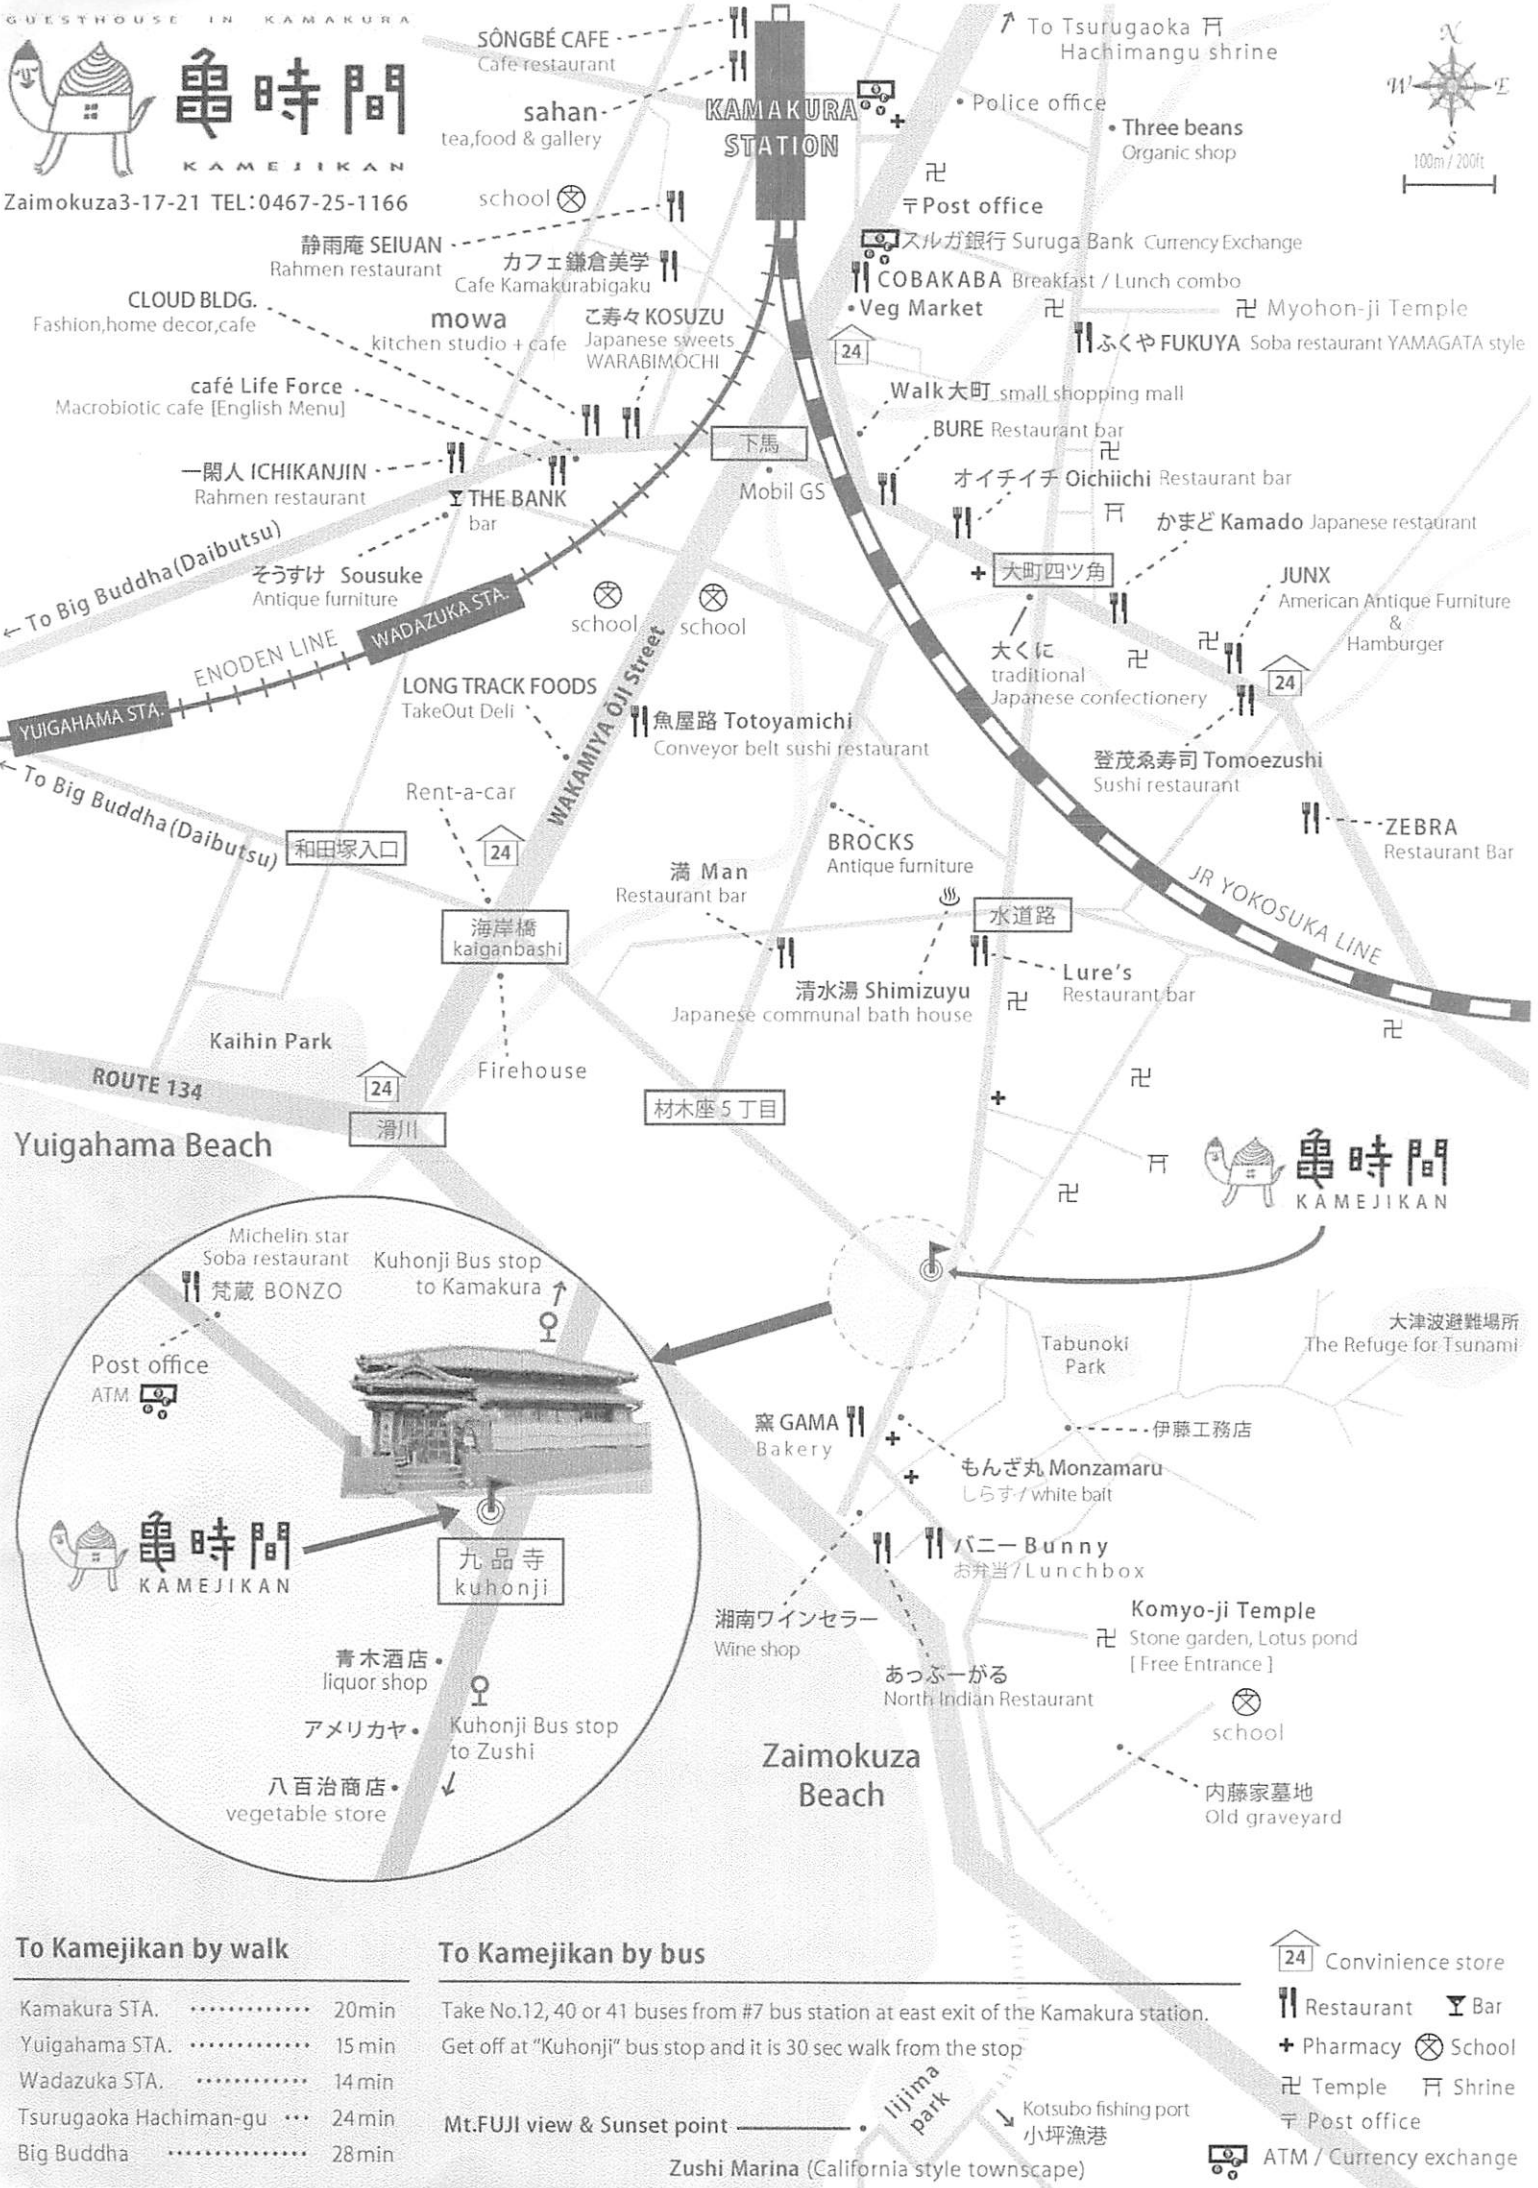 GUESTHOUSE IN KAMAKURA
亀時間
KAMEJIKAN
Zaimokuza3-17-21 TEL:0467-25-1166
SÔNGBÉ CAFE
Cafe restaurant
sahan
tea,food & gallery
KAMAKURA
STATION
To Tsurugaoka
Hachimangu shrine
N
W
E
S
100m / 200ft
• Police office
• Three beans
Organic shop
school 文
卍
〒Post office
静雨庵 SEIUAN
Rahmen restaurant
カフェ鎌倉美学
Cafe Kamakurabigaku
スルガ銀行 Suruga Bank Currency Exchange
COBAKABA Breakfast / Lunch combo
• Veg Market
卍
卍 Myohon-ji Temple
CLOUD BLDG.
Fashion,home decor,cafe
mowa
kitchen studio + cafe
こ寿々 KOSUZU
Japanese sweets
WARABIMOCHI
24
ふくや FUKUYA Soba restaurant YAMAGATA style
café Life Force
Macrobiotic cafe [English Menu]
Walk 大町 small shopping mall
BURE Restaurant bar
卍
下馬
Mobil GS
一閑人 ICHIKANJIN
Rahmen restaurant
THE BANK
bar
オイチイチ Oichiichi Restaurant bar
かまど Kamado Japanese restaurant
← To Big Buddha(Daibutsu)
そうすけ Sousuke
Antique furniture
大町四ツ角
JUNX
American Antique Furniture
&
Hamburger
WADAZUKA STA.
ENODEN LINE
YUIGAHAMA STA.
school
school
大くに
traditional
Japanese confectionery
卍
卍
24
LONG TRACK FOODS
TakeOut Deli
WAKAMIYA OJI Street
魚屋路 Totoyamichi
Conveyor belt sushi restaurant
登茂ゑ寿司 Tomoezushi
Sushi restaurant
← To Big Buddha(Daibutsu)
Rent-a-car
24
和田塚入口
BROCKS
Antique furniture
ZEBRA
Restaurant Bar
満 Man
Restaurant bar
JR YOKOSUKA LINE
海岸橋
kaiganbashi
水道路
清水湯 Shimizuyu
Japanese communal bath house
Lure's
Restaurant bar
卍
卍
Kaihin Park
Firehouse
ROUTE 134
24
滑川
材木座5丁目
卍
卍
Yuigahama Beach
亀時間
KAMEJIKAN
Michelin star
Soba restaurant
梵蔵 BONZO
Kuhonji Bus stop
to Kamakura
Post office
ATM
Tabunoki
Park
大津波避難場所
The Refuge for Tsunami
窯 GAMA
Bakery
伊藤工務店
もんざ丸 Monzamaru
しらす / white bait
亀時間
KAMEJIKAN
九品寺
kuhonji
バニー Bunny
お弁当 / Lunchbox
湘南ワインセラー
Wine shop
Komyo-ji Temple
卍 Stone garden, Lotus pond
[ Free Entrance ]
青木酒店
liquor shop
あっぷーがる
North Indian Restaurant
文
school
アメリカヤ
Kuhonji Bus stop
to Zushi
八百治商店
vegetable store
Zaimokuza
Beach
内藤家墓地
Old graveyard
To Kamejikan by walk
Kamakura STA. ············· 20min
Yuigahama STA. ············· 15min
Wadazuka STA. ············ 14min
Tsurugaoka Hachiman-gu ··· 24min
Big Buddha ··············· 28min
To Kamejikan by bus
Take No.12, 40 or 41 buses from #7 bus station at east exit of the Kamakura station.
Get off at "Kuhonji" bus stop and it is 30 sec walk from the stop
Mt.FUJI view & Sunset point
Iijima
park
Kotsubo fishing port
小坪漁港
Zushi Marina (California style townscape)
24 Convinience store
Restaurant
Bar
Pharmacy
文 School
卍 Temple
Shrine
〒 Post office
ATM / Currency exchange